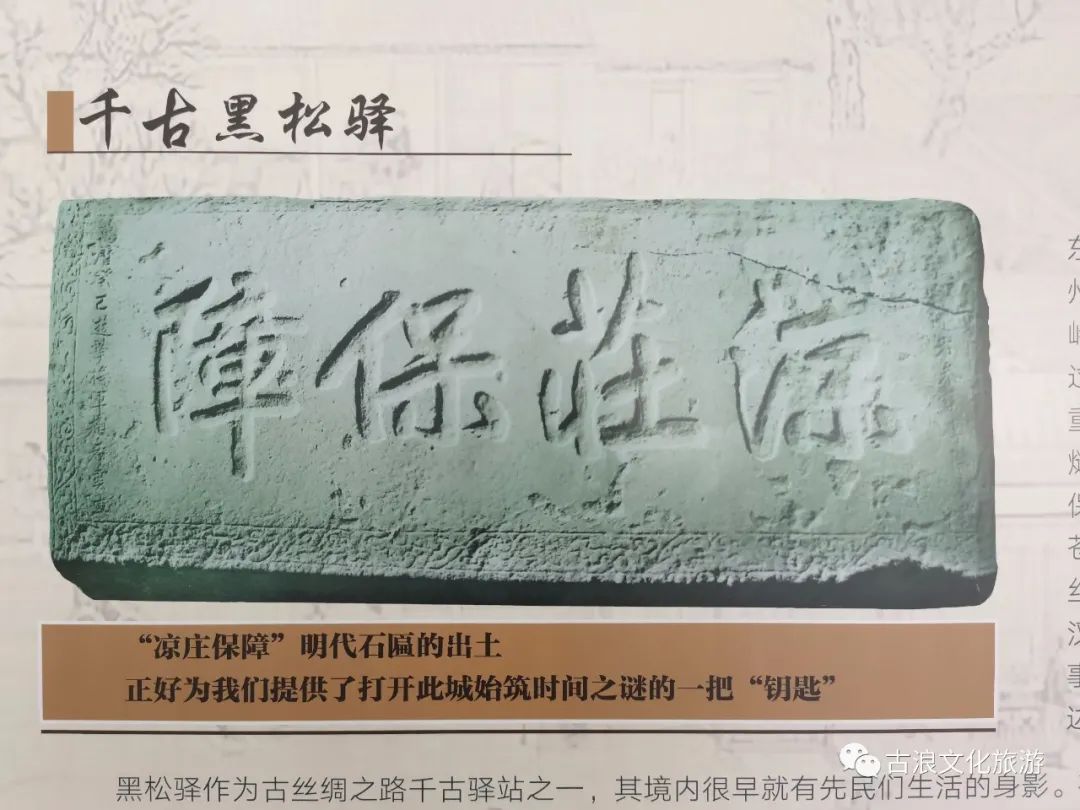 千古黑松驿
涼莊保障
“凉庄保障”明代石匾的出土
正好为我们提供了打开此城始筑时间之谜的一把“钥匙”
黑松驿作为古丝绸之路千古驿站之一，其境内很早就有先民们生活的身影。
古浪文化旅游